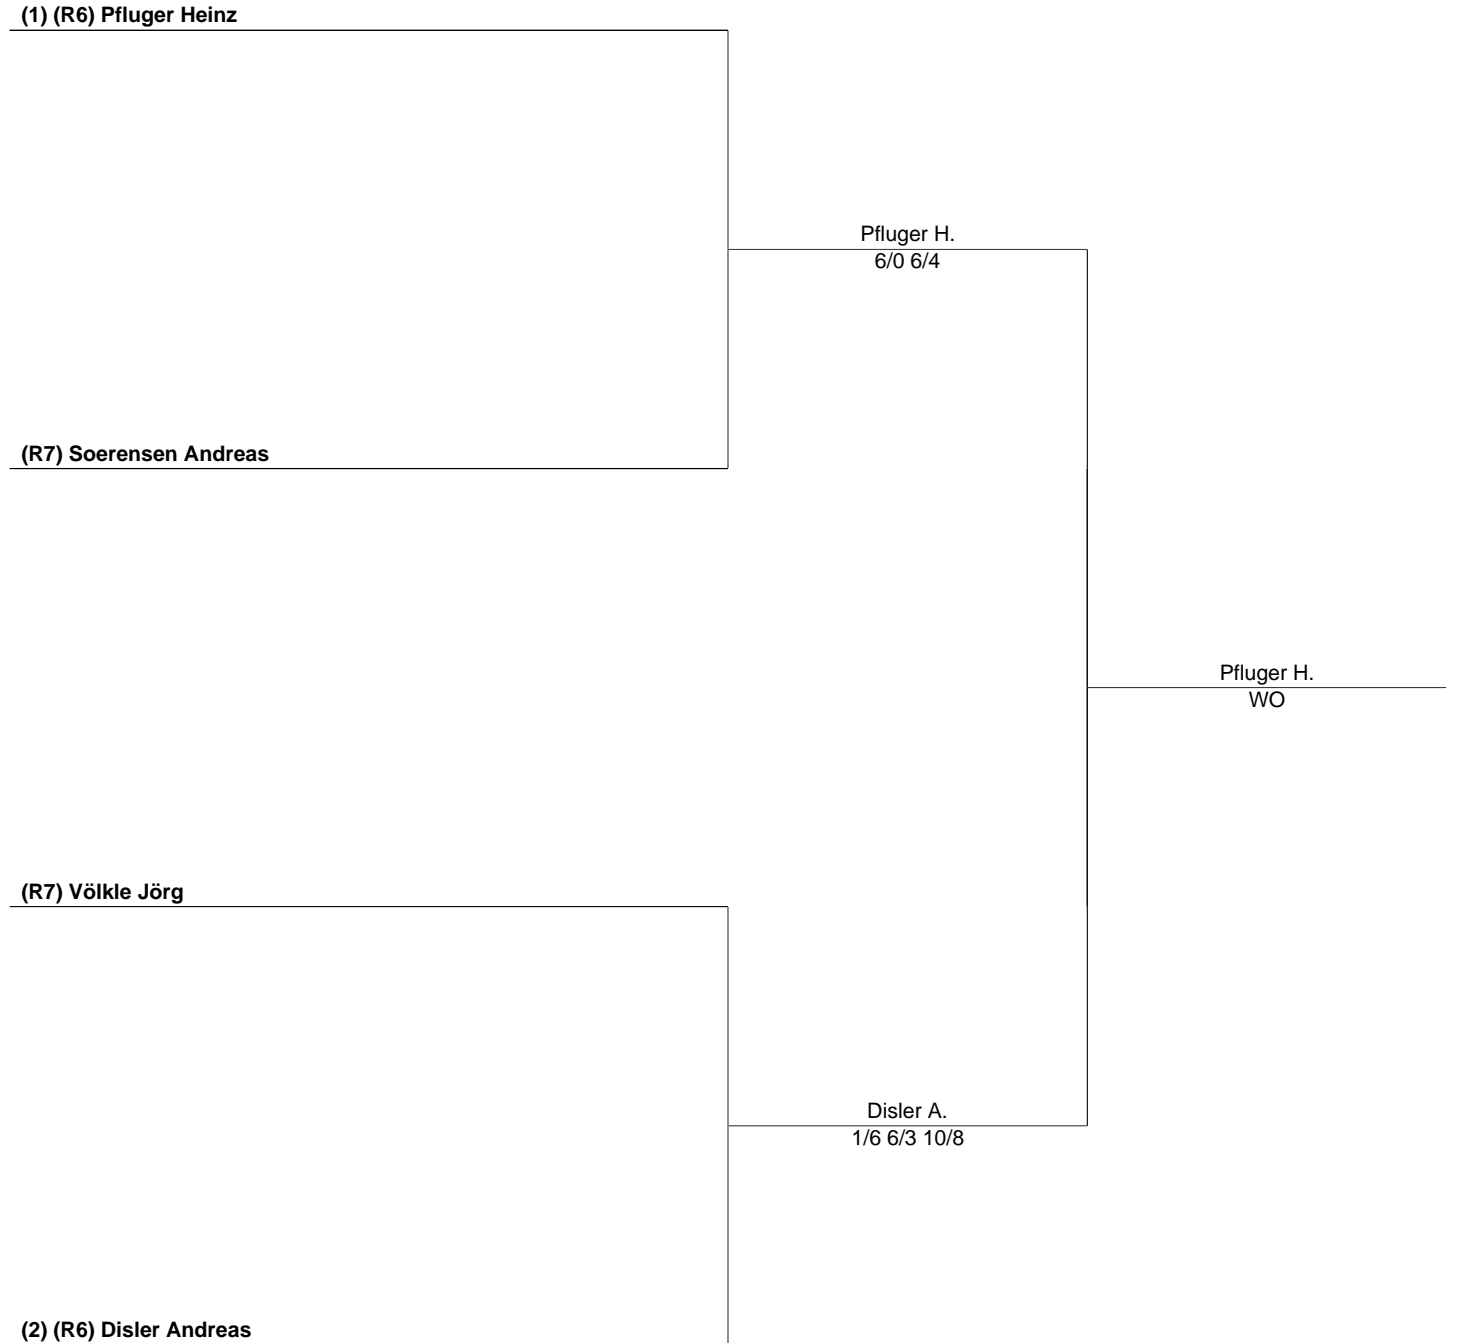 (1) (R6) Pfluger Heinz
Pfluger H.
6/0 6/4
(R7) Soerensen Andreas
Pfluger H.
WO
(R7) Völkle Jörg
Disler A.
1/6 6/3 10/8
(2) (R6) Disler Andreas